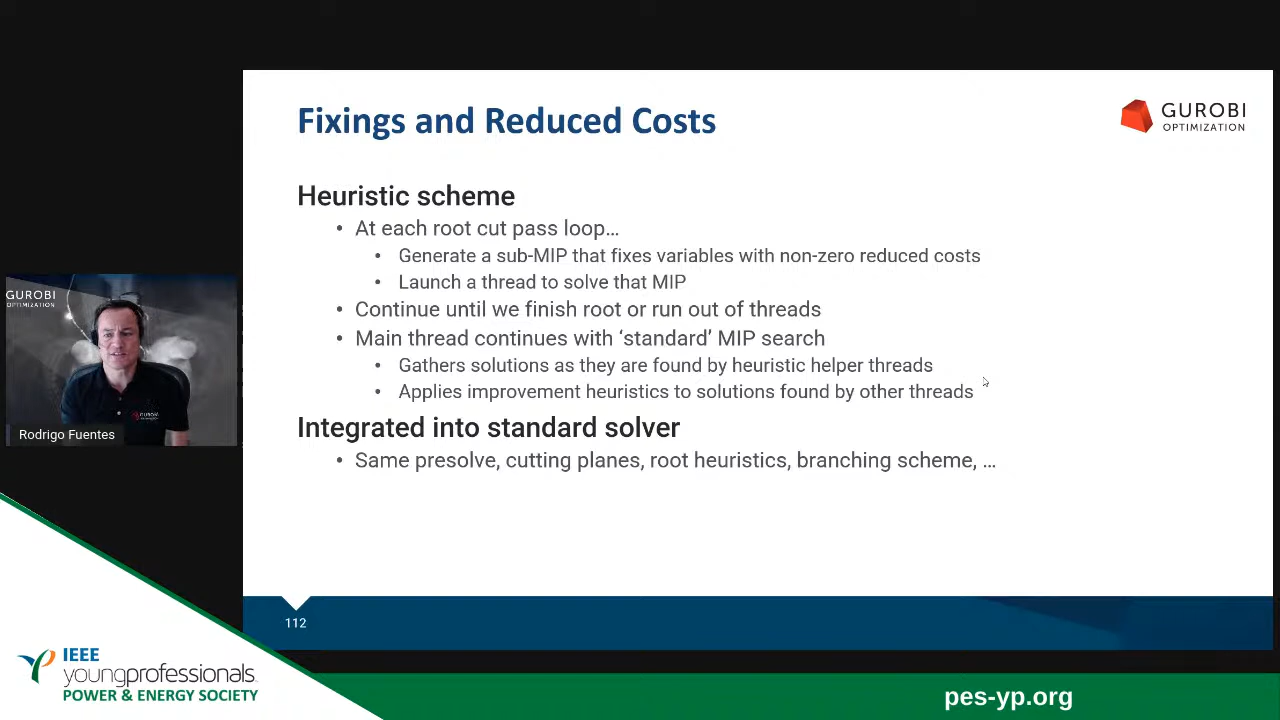 Fixings and Reduced Costs
GUROBI
OPTIMIZATION
Heuristic scheme
• At each root cut pass loop…
• Generate a sub-MIP that fixes variables with non-zero reduced costs
• Launch a thread to solve that MIP
• Continue until we finish root or run out of threads
• Main thread continues with ‘standard’ MIP search
• Gathers solutions as they are found by heuristic helper threads
• Applies improvement heuristics to solutions found by other threads
Integrated into standard solver
• Same presolve, cutting planes, root heuristics, branching scheme, …
112
GUROBI
OPTIMIZATION
GUROBI
Rodrigo Fuentes
IEEE
youngprofessionals
POWER & ENERGY SOCIETY
pes-yp.org